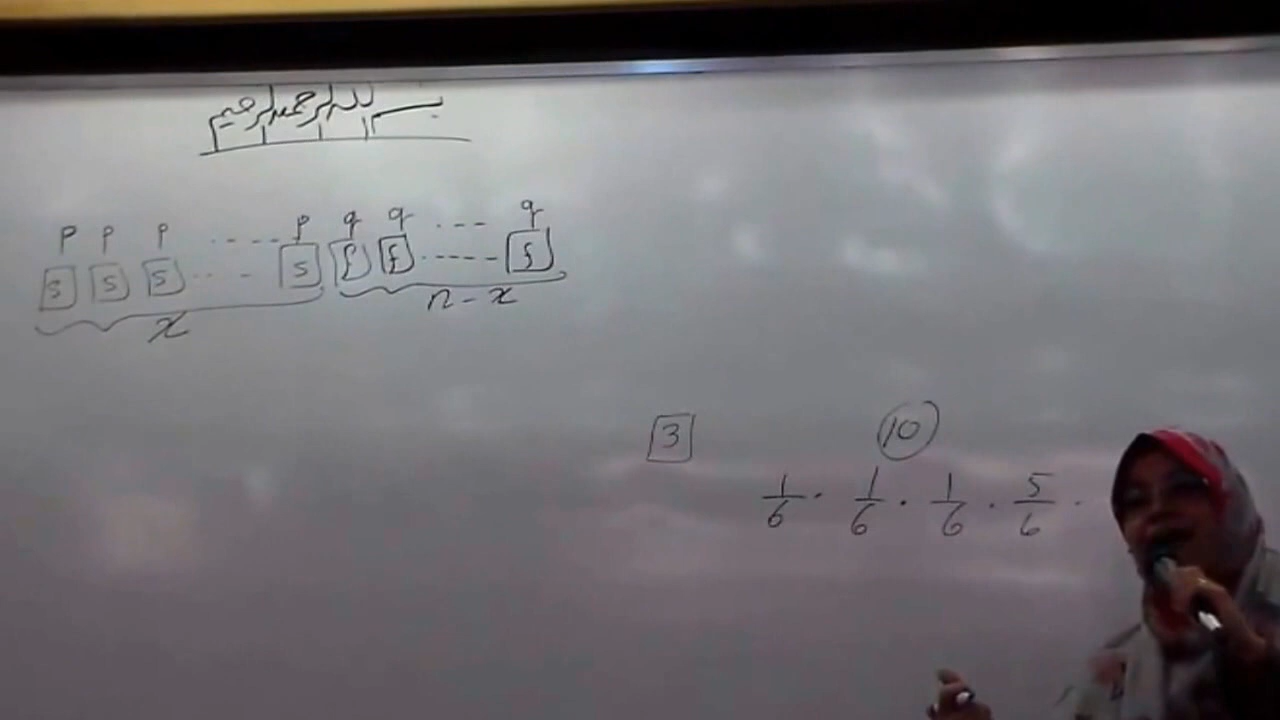 بسم الله الرحمن الرحيم
p p p ---- p q q --- q
s s s -- - s f f ----- f
x n - x
3 10
1/6 · 1/6 · 1/6 · 5/6 ·